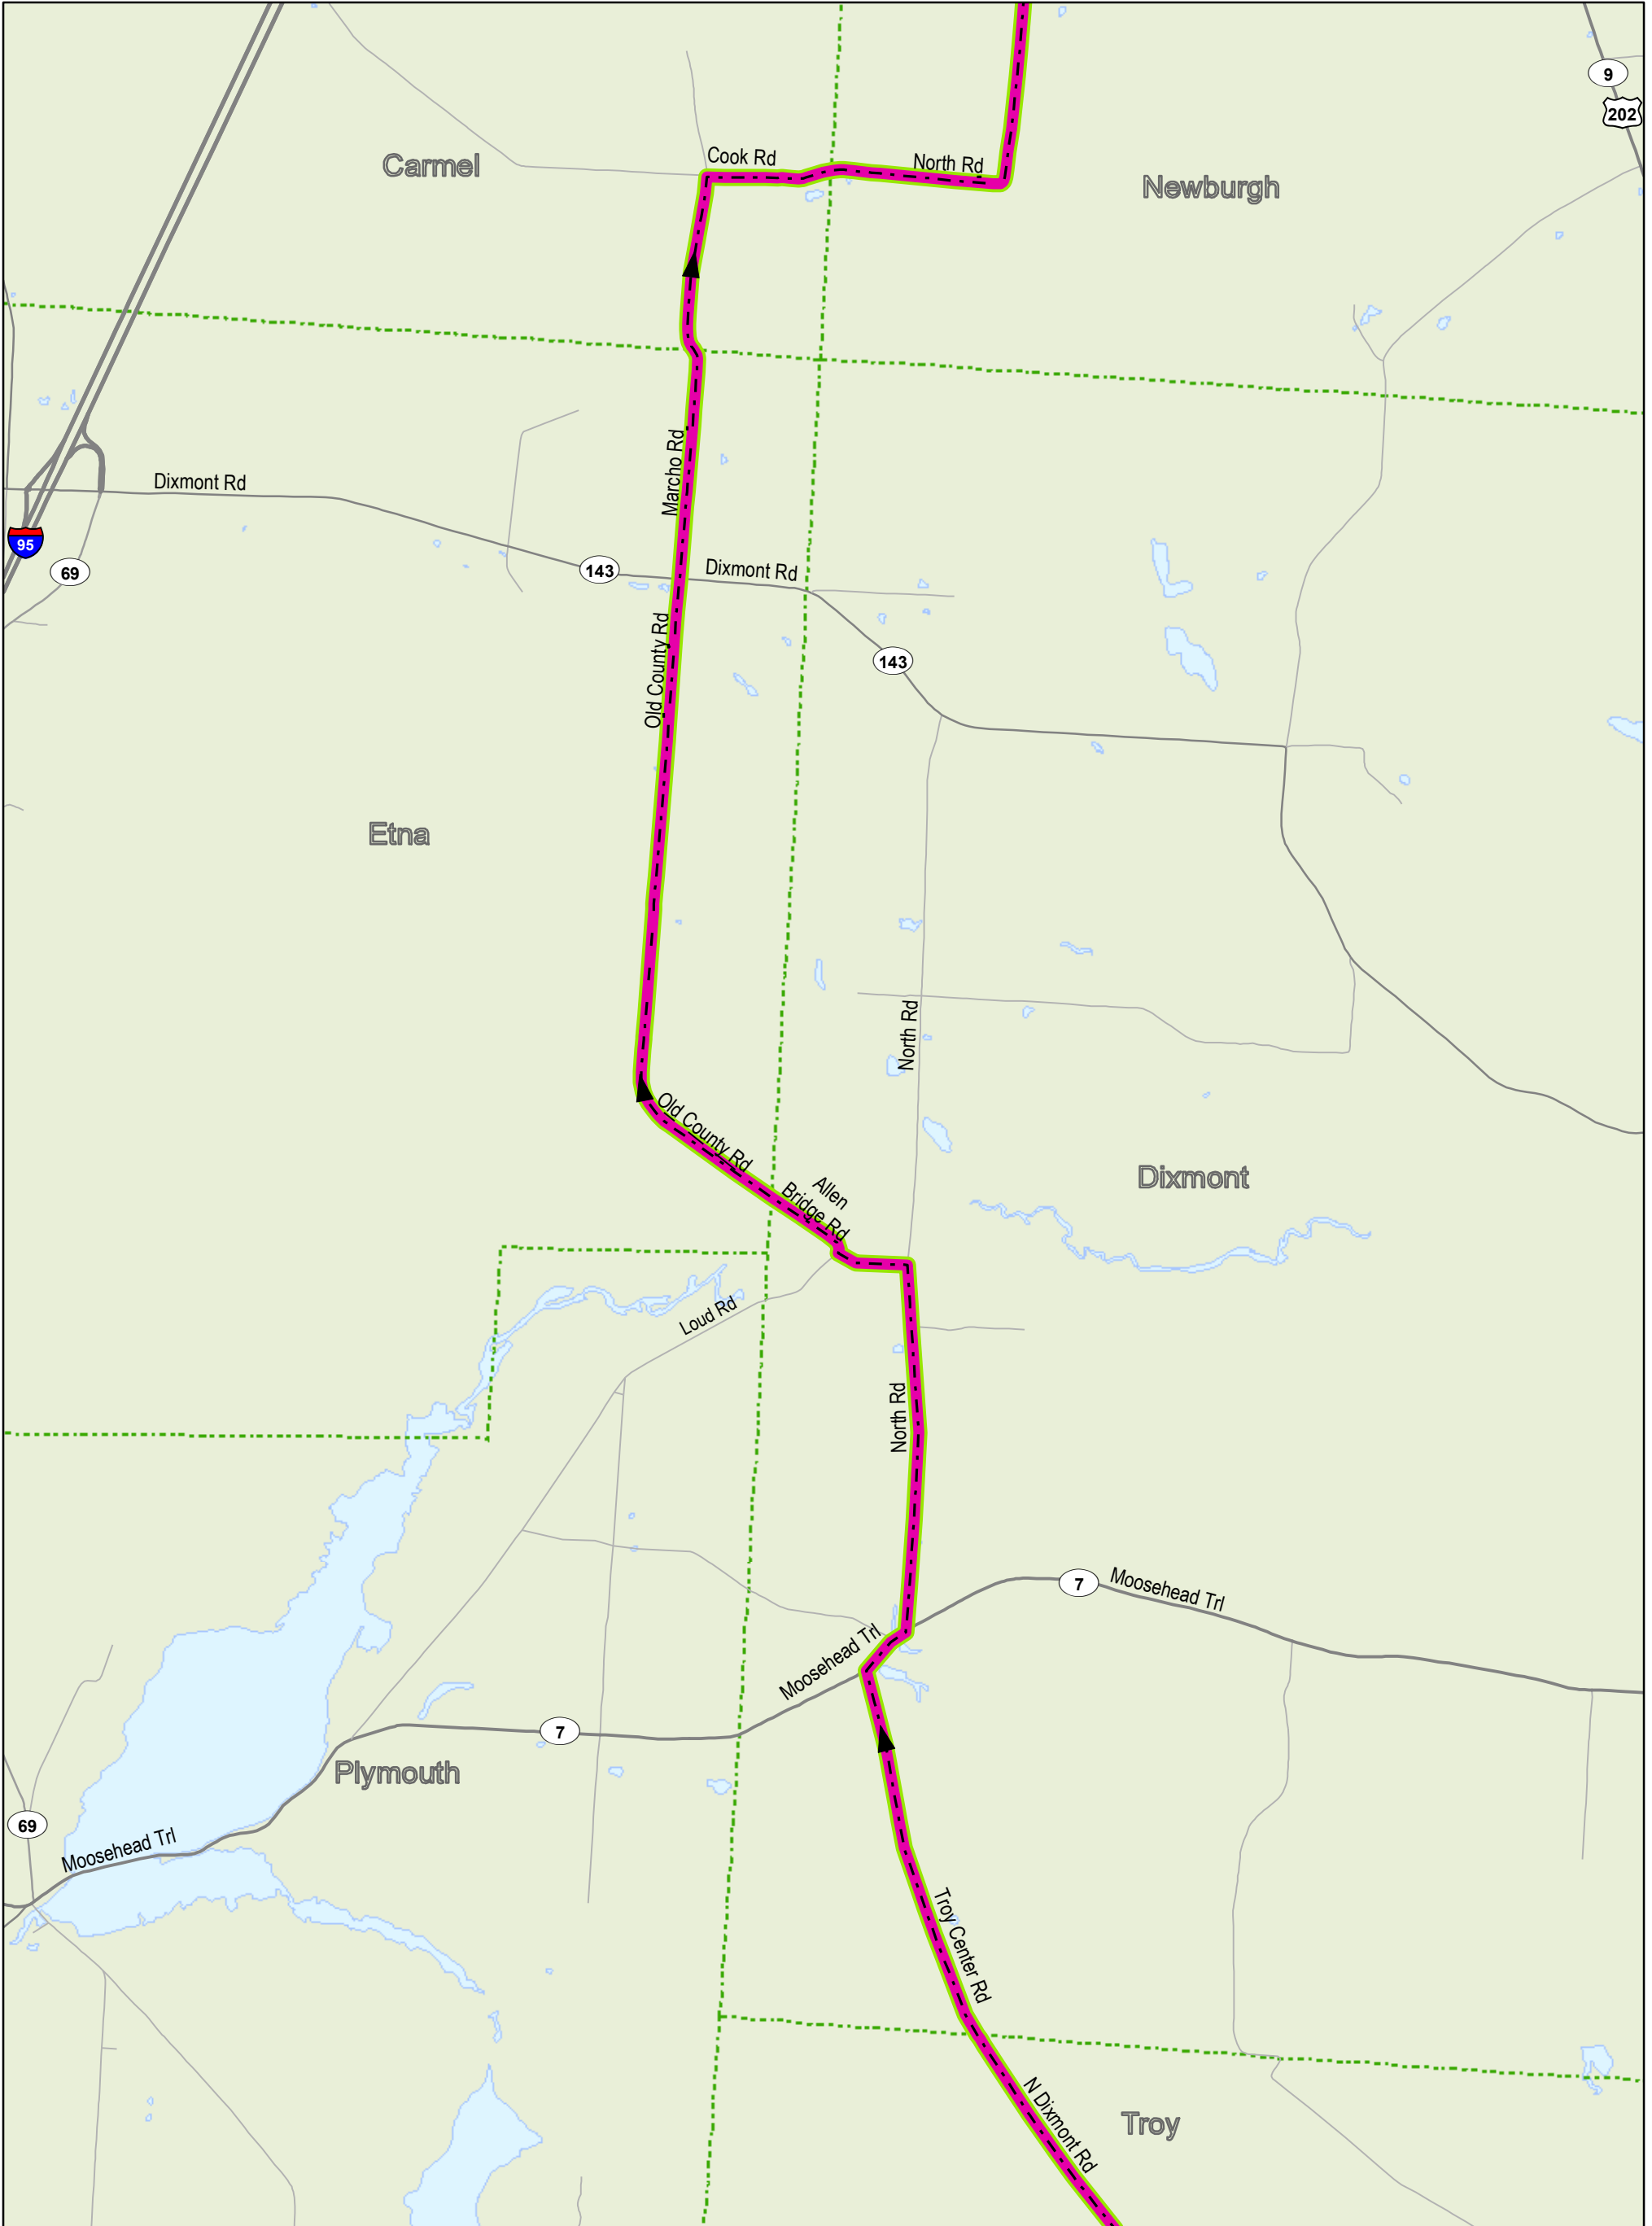 9
202
Carmel
Cook Rd
North Rd
Newburgh
Marcho Rd
Dixmont Rd
95
69
143
Dixmont Rd
Old County Rd
143
Etna
North Rd
Old County Rd
Allen
Bridge Rd
Dixmont
Loud Rd
North Rd
7
Moosehead Trl
Moosehead Trl
7
Plymouth
69
Moosehead Trl
Troy Center Rd
N Dixmont Rd
Troy